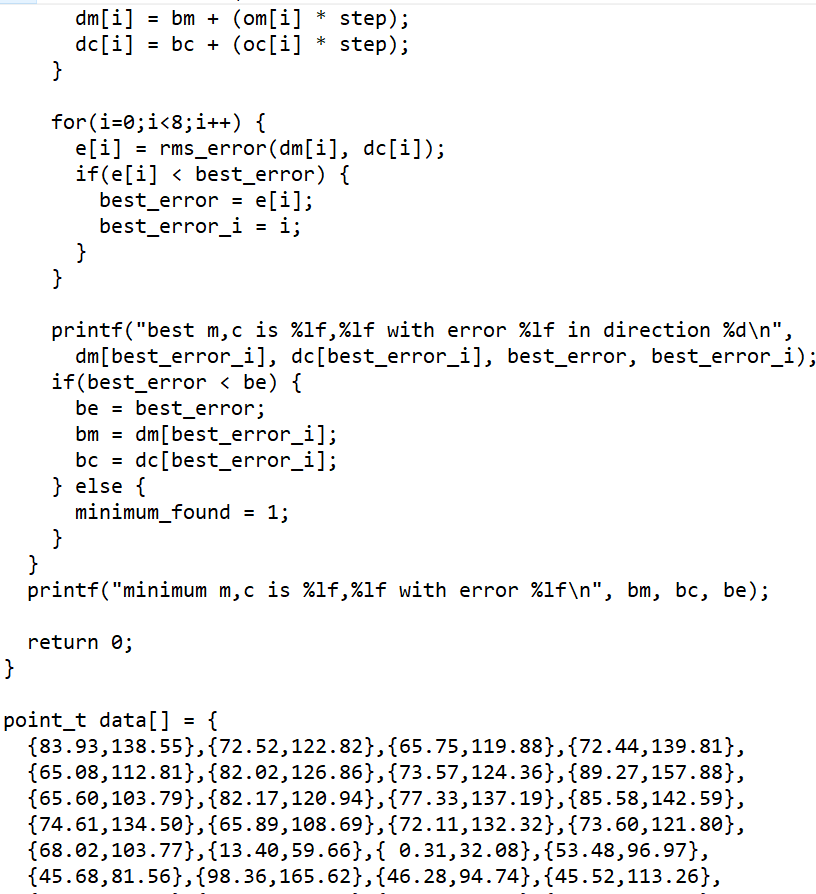 dm[i] = bm + (om[i] * step);
      dc[i] = bc + (oc[i] * step);
    }

    for(i=0;i<8;i++) {
      e[i] = rms_error(dm[i], dc[i]);
      if(e[i] < best_error) {
        best_error = e[i];
        best_error_i = i;
      }
    }

    printf("best m,c is %lf,%lf with error %lf in direction %d\n",
      dm[best_error_i], dc[best_error_i], best_error, best_error_i);
    if(best_error < be) {
      be = best_error;
      bm = dm[best_error_i];
      bc = dc[best_error_i];
    } else {
      minimum_found = 1;
    }
  }
  printf("minimum m,c is %lf,%lf with error %lf\n", bm, bc, be);

  return 0;
}

point_t data[] = {
  {83.93,138.55},{72.52,122.82},{65.75,119.88},{72.44,139.81},
  {65.08,112.81},{82.02,126.86},{73.57,124.36},{89.27,157.88},
  {65.60,103.79},{82.17,120.94},{77.33,137.19},{85.58,142.59},
  {74.61,134.50},{65.89,108.69},{72.11,132.32},{73.60,121.80},
  {68.02,103.77},{13.40,59.66},{ 0.31,32.08},{53.48,96.97},
  {45.68,81.56},{98.36,165.62},{46.28,94.74},{45.52,113.26},